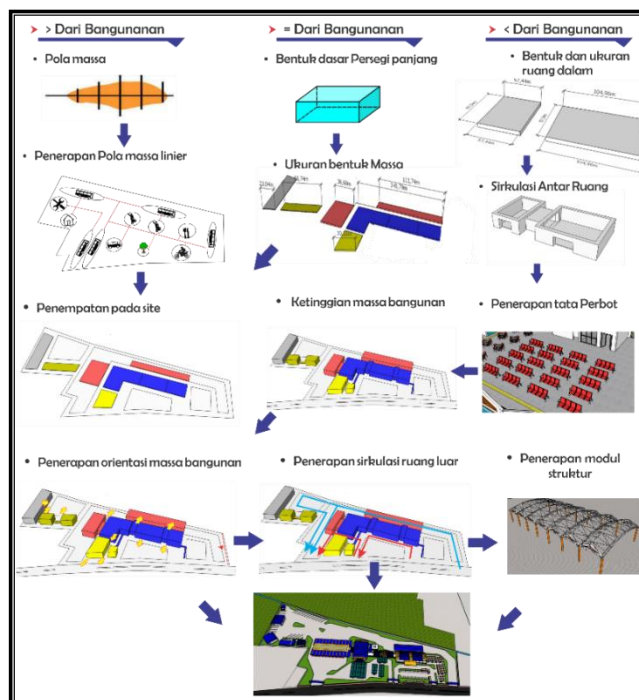 > Dari Bangunanan
= Dari Bangunanan
< Dari Bangunanan
Pola massa
Bentuk dasar Persegi panjang
Bentuk dan ukuran
ruang dalam
Penerapan Pola massa linier
Ukuran bentuk Massa
Sirkulasi Antar Ruang
Penempatan pada site
Ketinggian massa bangunan
Penerapan tata Perbot
Penerapan orientasi massa bangunan
Penerapan sirkulasi ruang luar
Penerapan modul
struktur